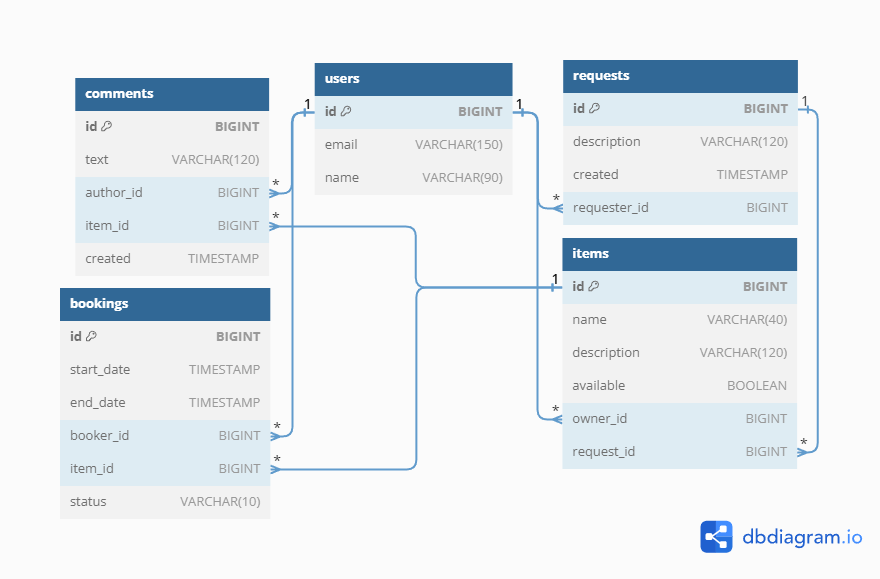 comments
id BIGINT
text VARCHAR(120)
author_id BIGINT
item_id BIGINT
created TIMESTAMP
users
id BIGINT
email VARCHAR(150)
name VARCHAR(90)
requests
id BIGINT
description VARCHAR(120)
created TIMESTAMP
requester_id BIGINT
bookings
id BIGINT
start_date TIMESTAMP
end_date TIMESTAMP
booker_id BIGINT
item_id BIGINT
status VARCHAR(10)
items
id BIGINT
name VARCHAR(40)
description VARCHAR(120)
available BOOLEAN
owner_id BIGINT
request_id BIGINT
1
1
1
1
*
*
*
*
*
*
*
dbdiagram.io